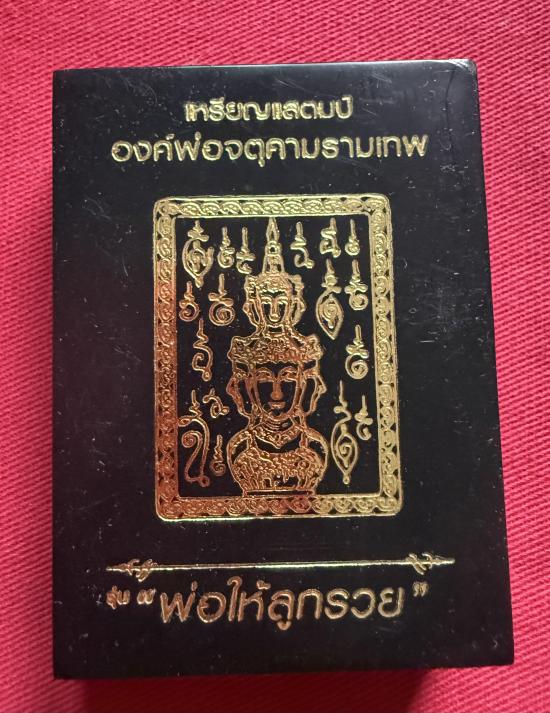 เหรียญแสตมป์
องค์พ่อจตุคามรามเทพ
รุ่น “พ่อให้ลูกรวย”